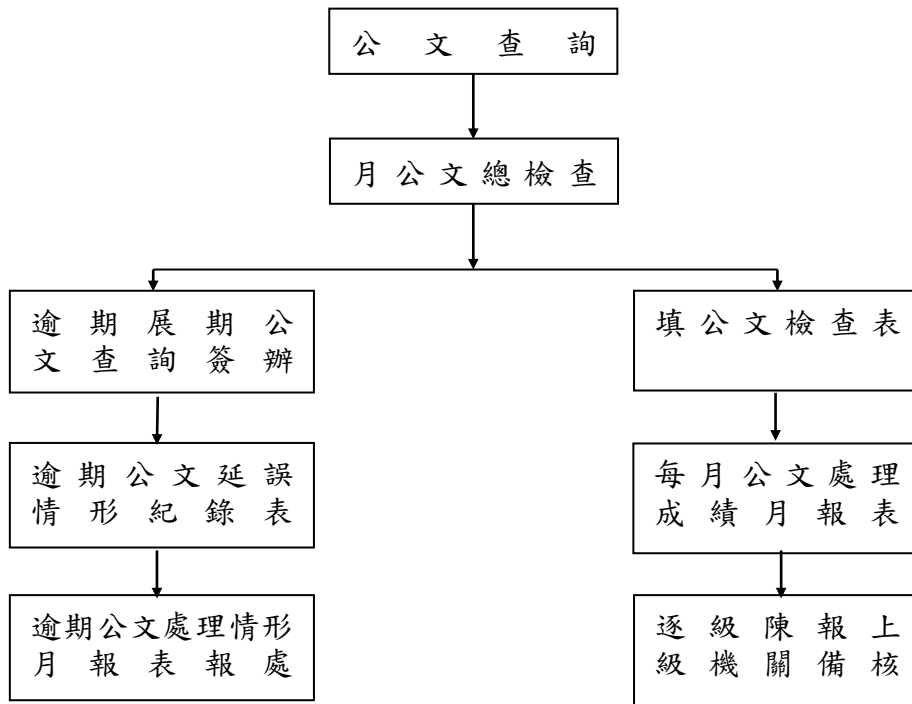 公文查詢
月公文總檢查
逾期展期公
文查詢簽辦
填公文檢查表
逾期公文延誤
情形紀錄表
每月公文處理
成績月報表
逾期公文處理情形
月報表報處
逐級陳報上
級機關備核